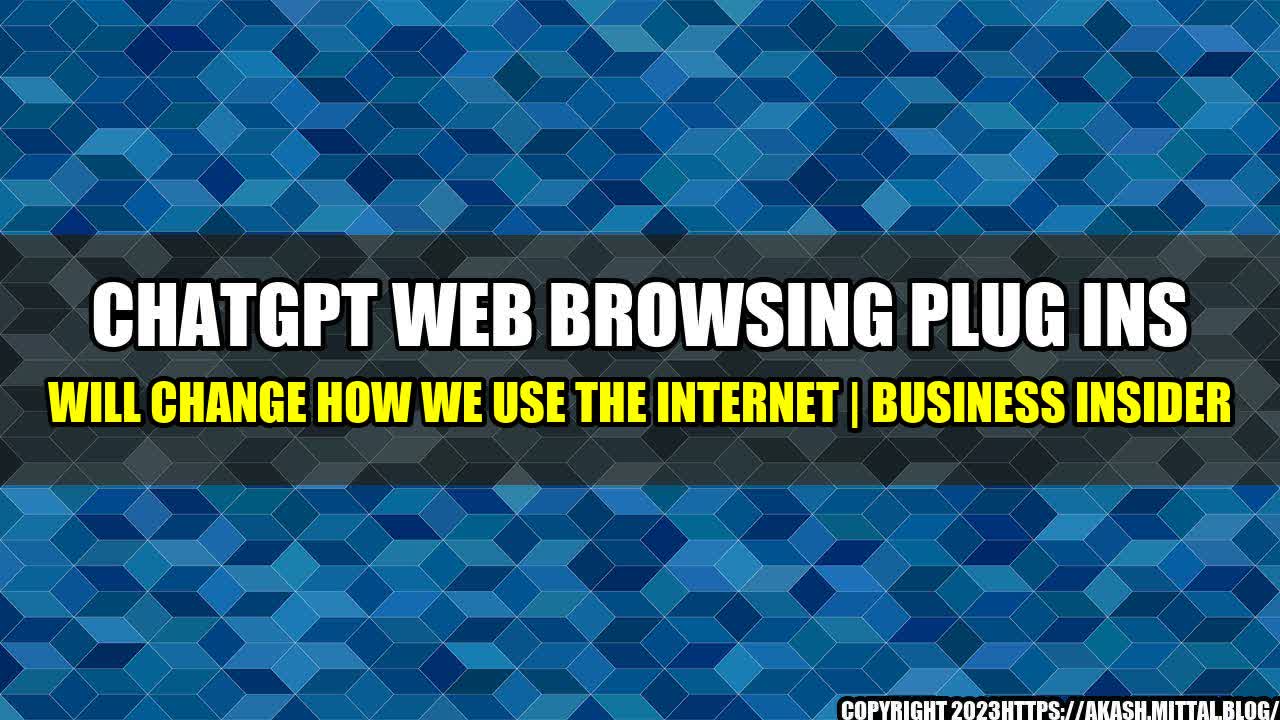 CHATGPT WEB BROWSING PLUG INS
WILL CHANGE HOW WE USE THE INTERNET | BUSINESS INSIDER
COPYRIGHT 2023HTTPS://AKASH.MITTAL.BLOG/